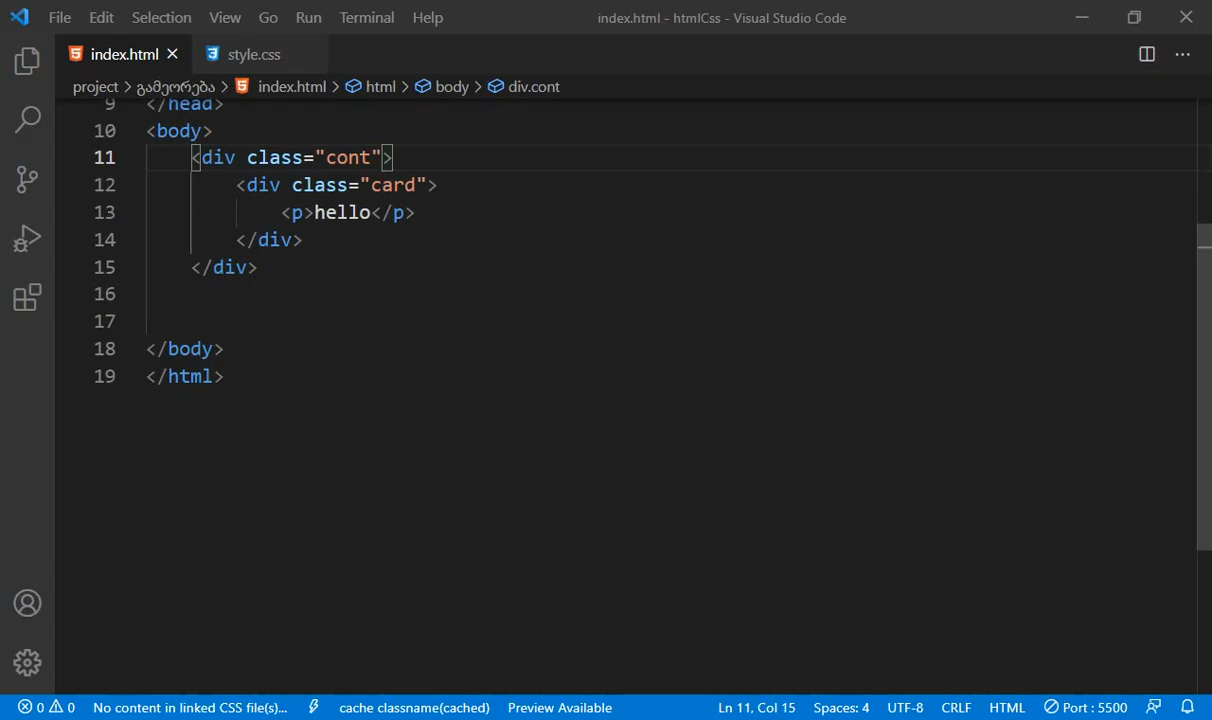 File Edit Selection View Go Run Terminal Help index.html - htmlCss - Visual Studio Code
index.html style.css
project > გამეორება > index.html > html > body > div.cont
9 </head>
10 <body>
11 <div class="cont">
12 <div class="card">
13 <p>hello</p>
14 </div>
15 </div>
16
17
18 </body>
19 </html>
0 0 No content in linked CSS file(s)... cache classname(cached) Preview Available Ln 11, Col 15 Spaces: 4 UTF-8 CRLF HTML Port : 5500